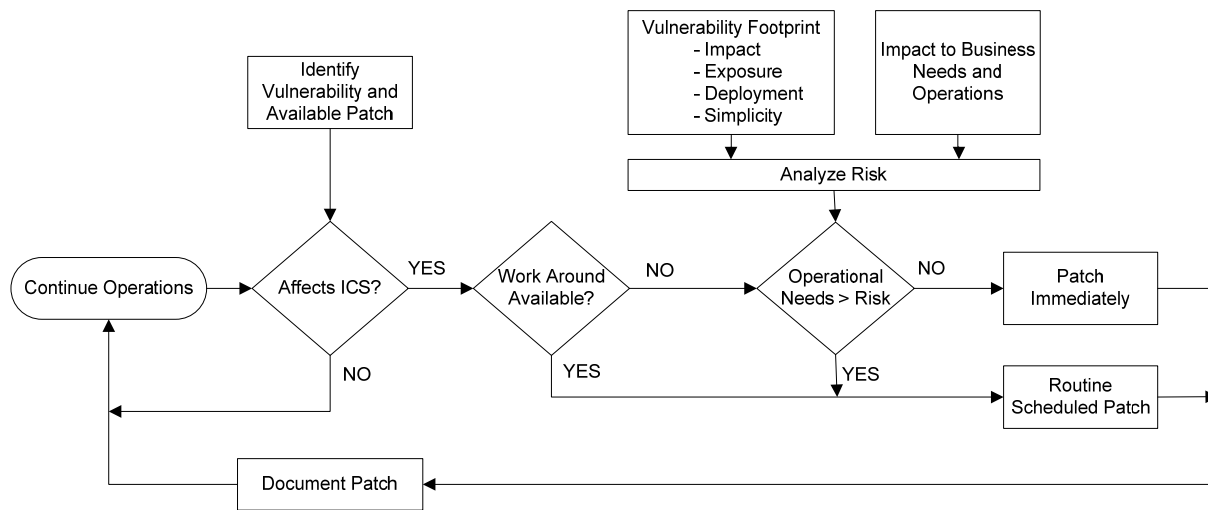 Vulnerability Footprint
- Impact
- Exposure
- Deployment
- Simplicity
Impact to Business
Needs and
Operations
Identify
Vulnerability and
Available Patch
Analyze Risk
Continue Operations
Affects ICS?
YES
NO
Work Around
Available?
NO
YES
Operational
Needs > Risk
NO
YES
Patch
Immediately
Routine
Scheduled Patch
Document Patch